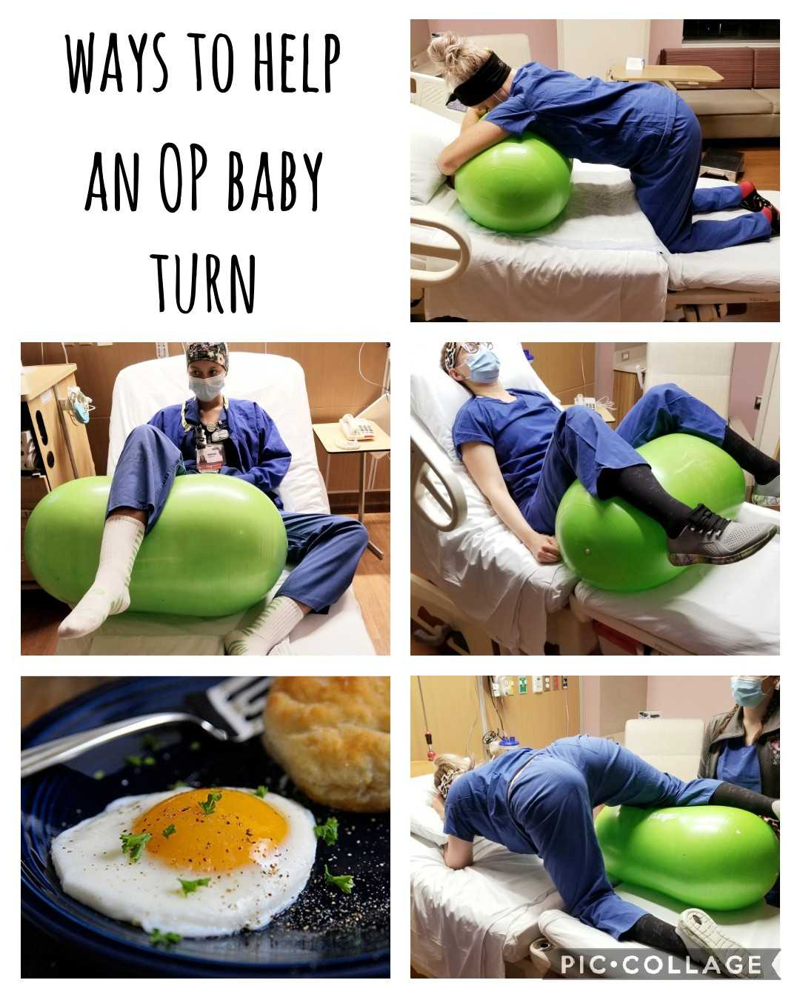 WAYS TO HELP
AN OP BABY
TURN
PIC•COLLAGE